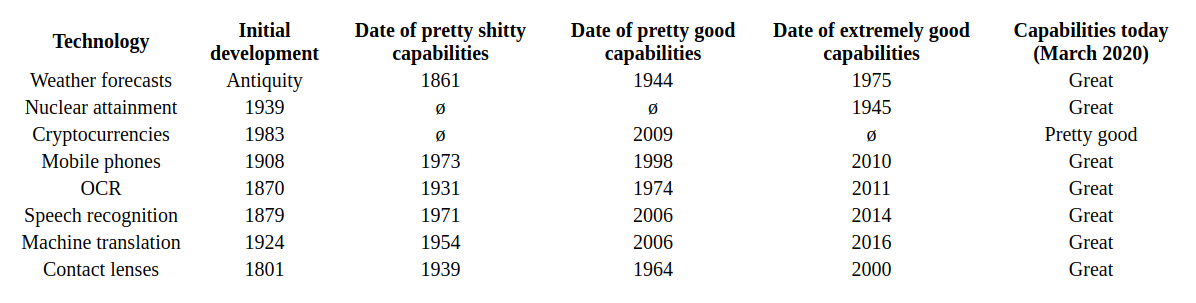 Technology Initial development Date of pretty shitty capabilities Date of pretty good capabilities Date of extremely good capabilities Capabilities today (March 2020)
Weather forecasts Antiquity 1861 1944 1975 Great
Nuclear attainment 1939 ø ø 1945 Great
Cryptocurrencies 1983 ø 2009 ø Pretty good
Mobile phones 1908 1973 1998 2010 Great
OCR 1870 1931 1974 2011 Great
Speech recognition 1879 1971 2006 2014 Great
Machine translation 1924 1954 2006 2016 Great
Contact lenses 1801 1939 1964 2000 Great